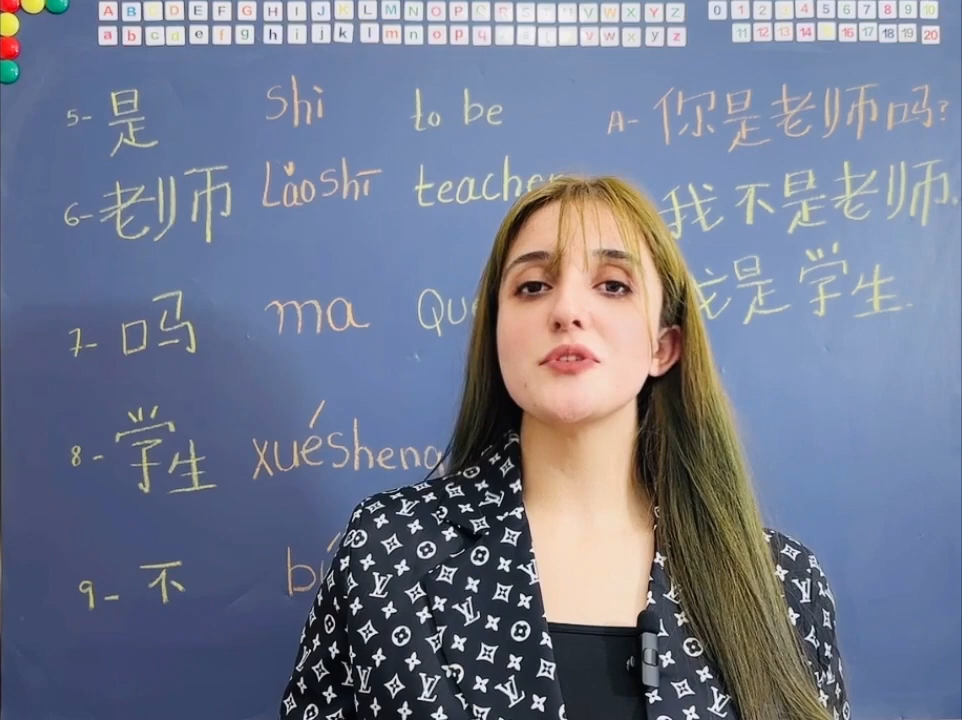 A B C D E F G H I J K L M N O P Q R S T U V W X Y Z 0 1 2 3 4 5 6 7 8 9 10
a b c d e f g h i j k l m n o p q r s t u v w x y z 11 12 13 14 15 16 17 18 19 20
5- 是 shi to be A- 你是老师吗?
6- 老师 Lǎoshī teacher 我不是老师.
7- 吗 ma 我是学生.
8- 学生 xuésheng
9- 不